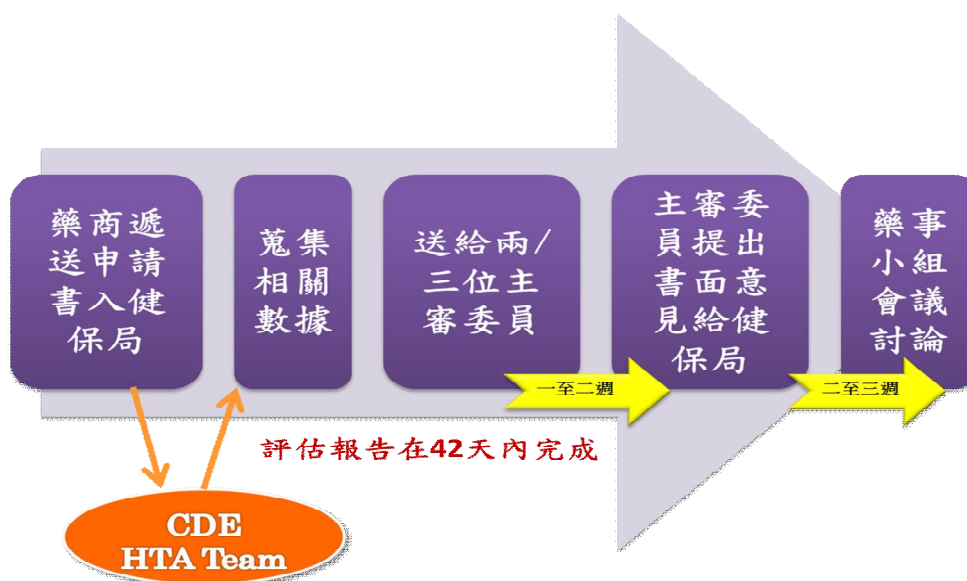 藥商遞
送申請
書入健
保局
蒐集
相關
數據
送給兩/
三位主
審委員
主審委
員提出
書面意
見給健
保局
藥事
小組
會議
討論
一至二週
二至三週
評估報告在42天內完成
CDE
HTA Team